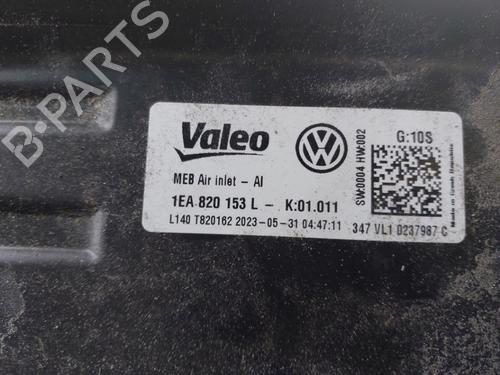 Valeo
G:10S
SW:0004 HW:002
MEB Air inlet - AI
1EA 820 153 L - K:01.011
L140 T820162 2023-05-31 04:47:11 347 VL1 0237987 C
B-PARTS